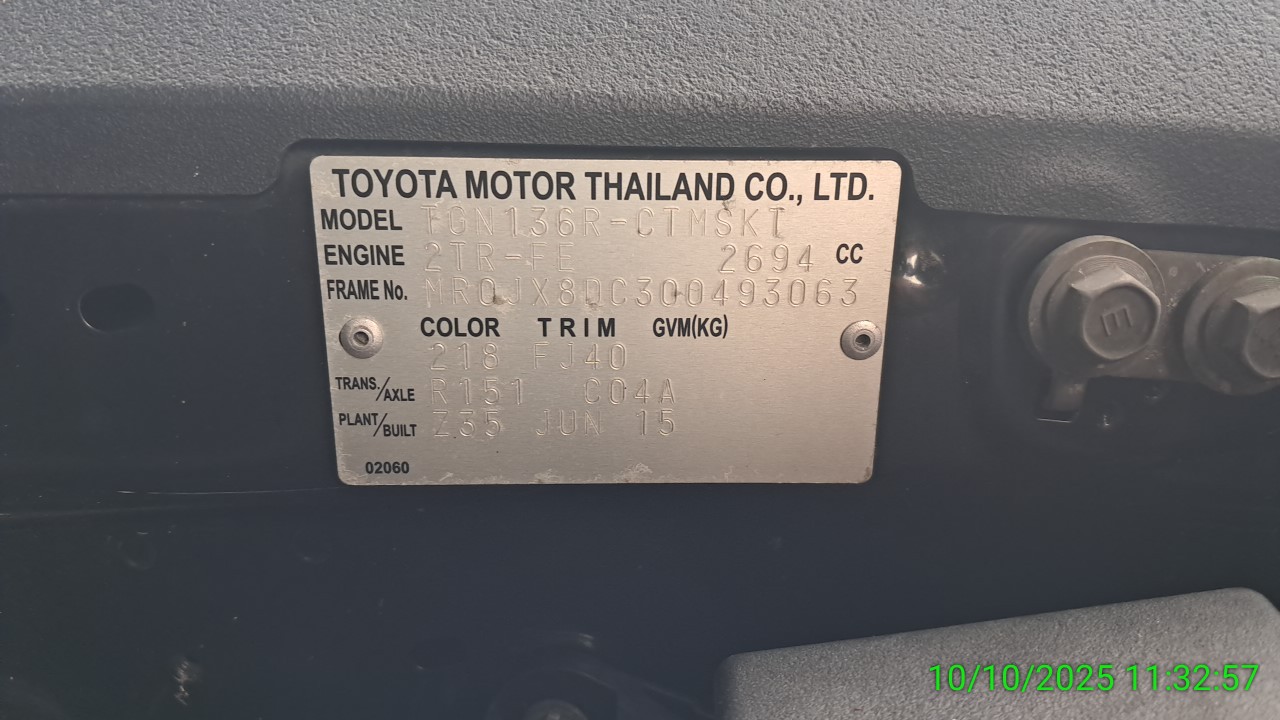 TOYOTA MOTOR THAILAND CO., LTD.
MODEL TGN136R-CTMSKT
ENGINE 2TR-FE 2694 CC
FRAME No. NR0JX8DC300493063
COLOR TRIM GVM(KG)
218 FJ40
TRANS./AXLE R151 C04A
PLANT/BUILT Z35 JUN 15
02060
E
10/10/2025 11:32:57